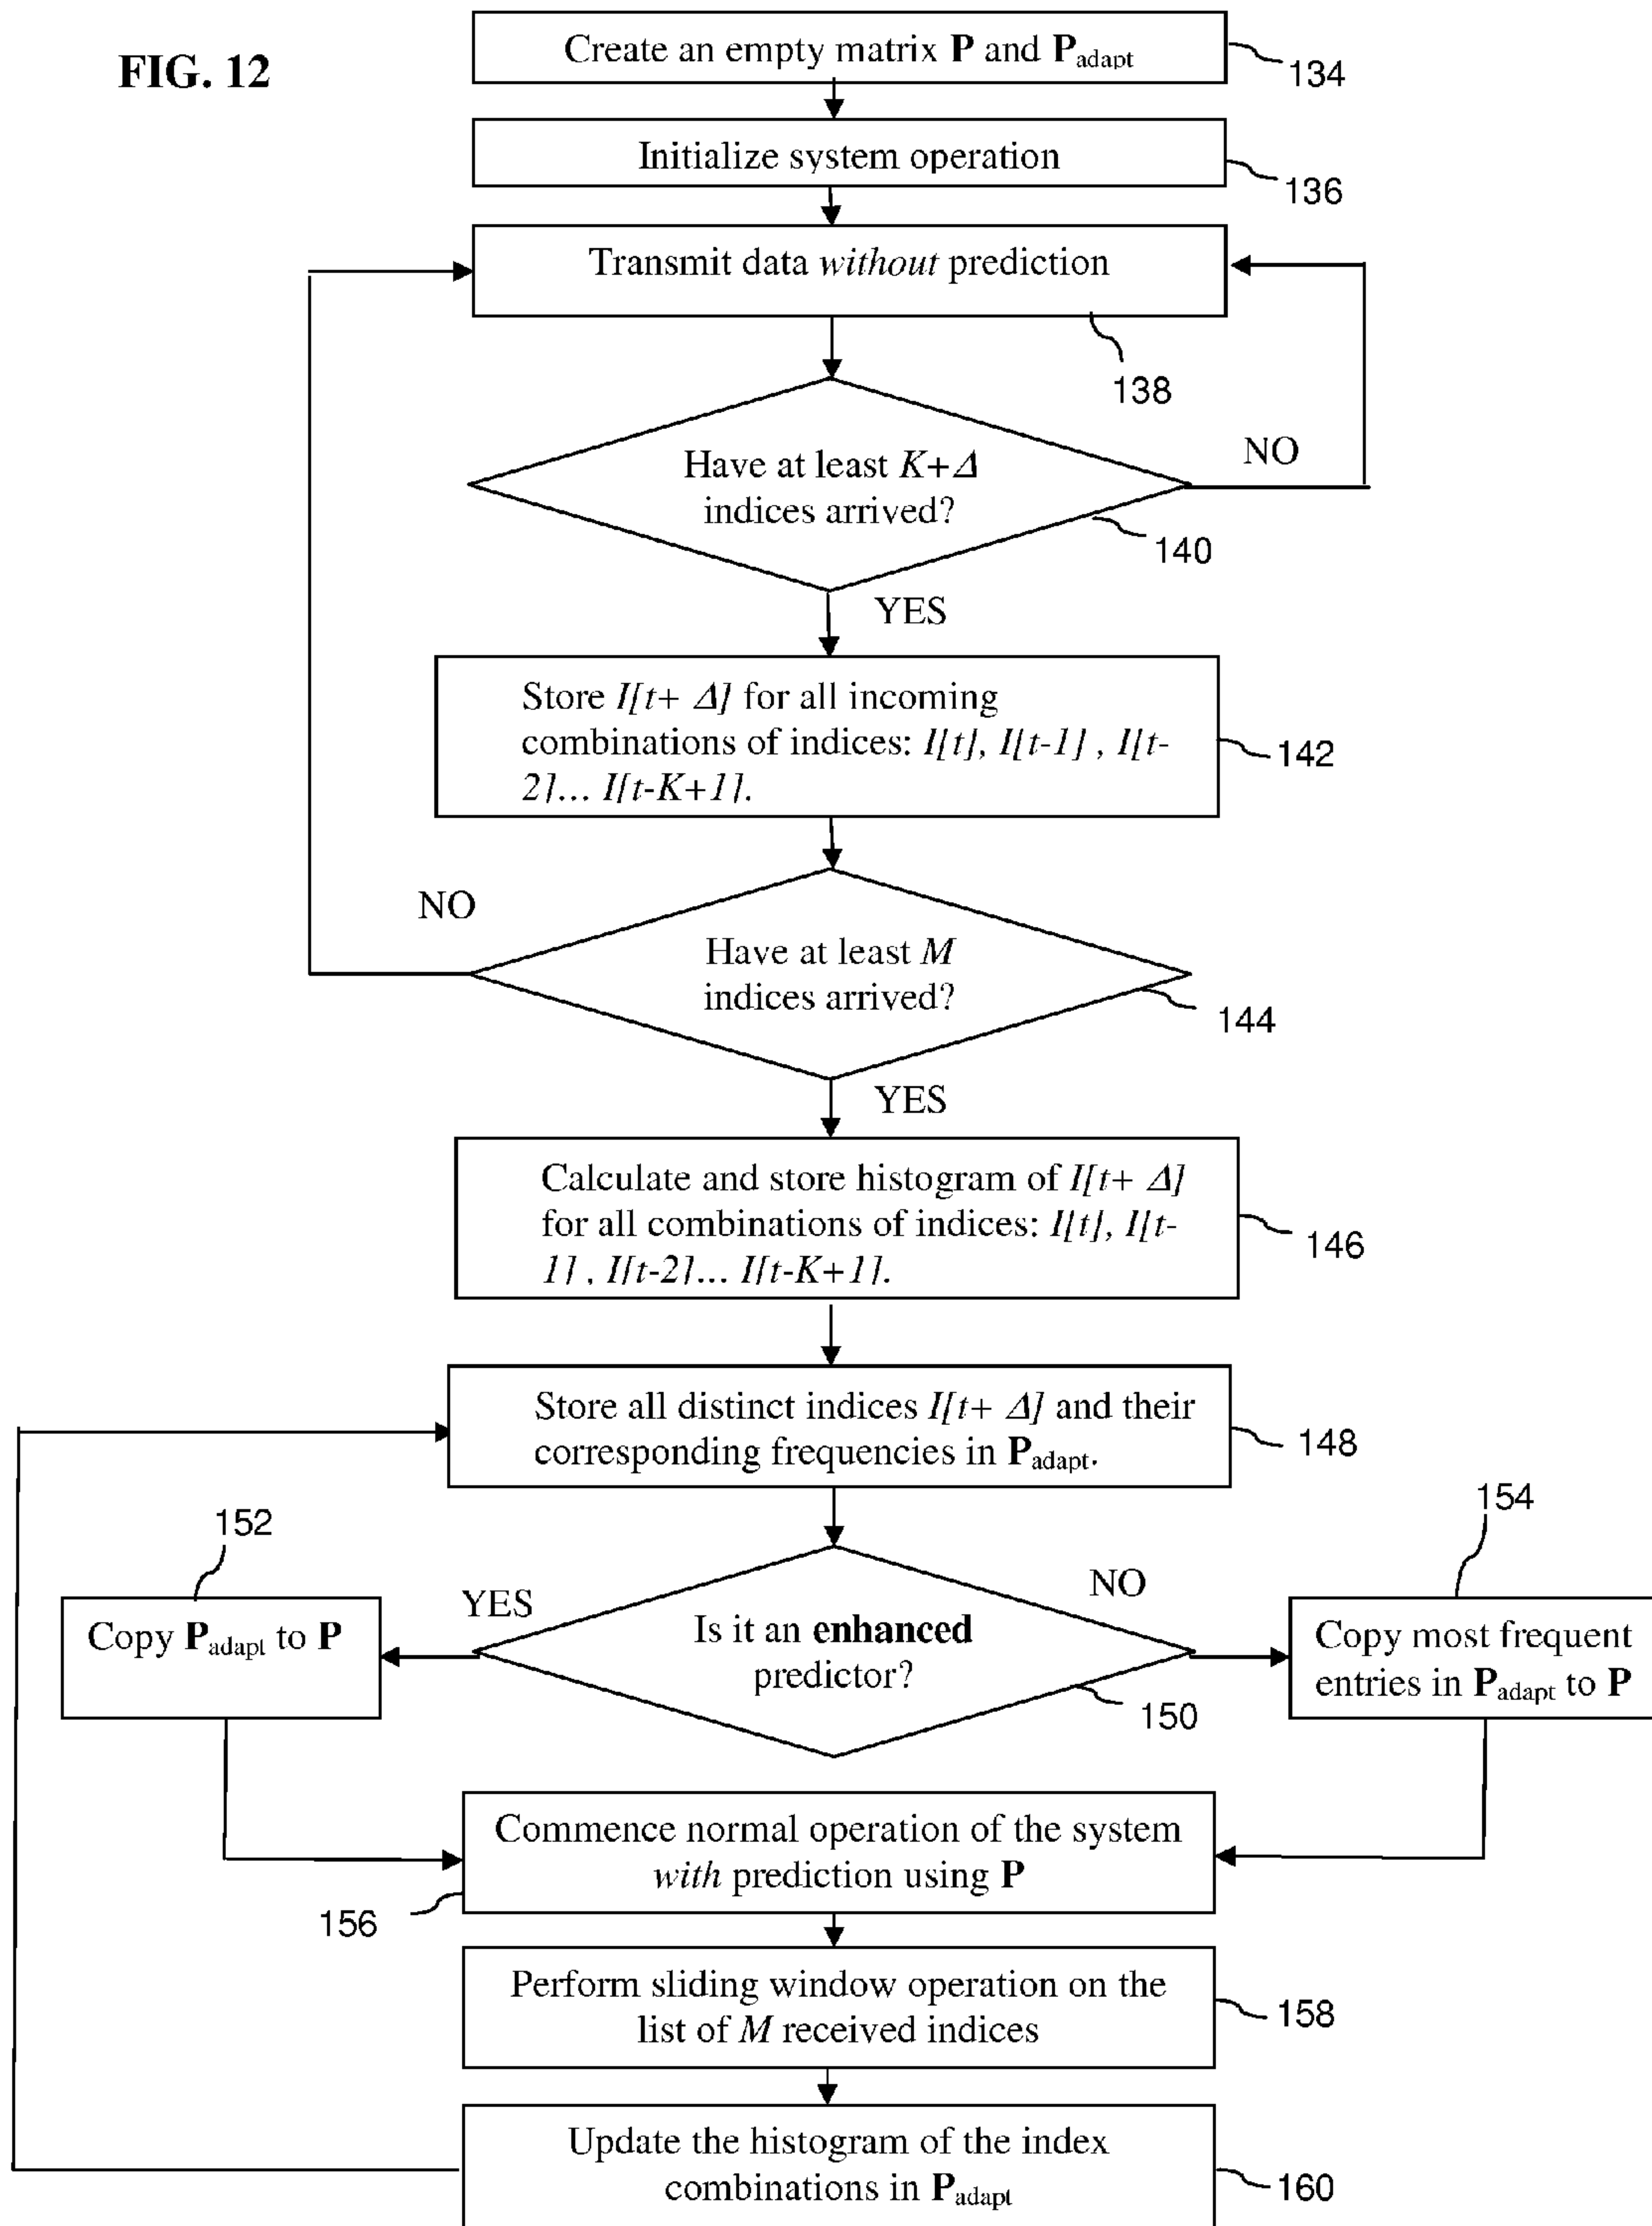 FIG. 12
Create an empty matrix P and Padapt
134
Initialize system operation
136
Transmit data without prediction
138
Have at least K+Δ
indices arrived?
NO
140
YES
Store I[t+ Δ] for all incoming
combinations of indices: I[t], I[t-1] , I[t-
2]... I[t-K+1].
142
NO
Have at least M
indices arrived?
144
YES
Calculate and store histogram of I[t+ Δ]
for all combinations of indices: I[t], I[t-
1] , I[t-2]... I[t-K+1].
146
Store all distinct indices I[t+ Δ] and their
corresponding frequencies in Padapt.
148
152
154
Copy Padapt to P
YES
Is it an enhanced
predictor?
NO
150
Copy most frequent
entries in Padapt to P
Commence normal operation of the system
with prediction using P
156
Perform sliding window operation on the
list of M received indices
158
Update the histogram of the index
combinations in Padapt
160